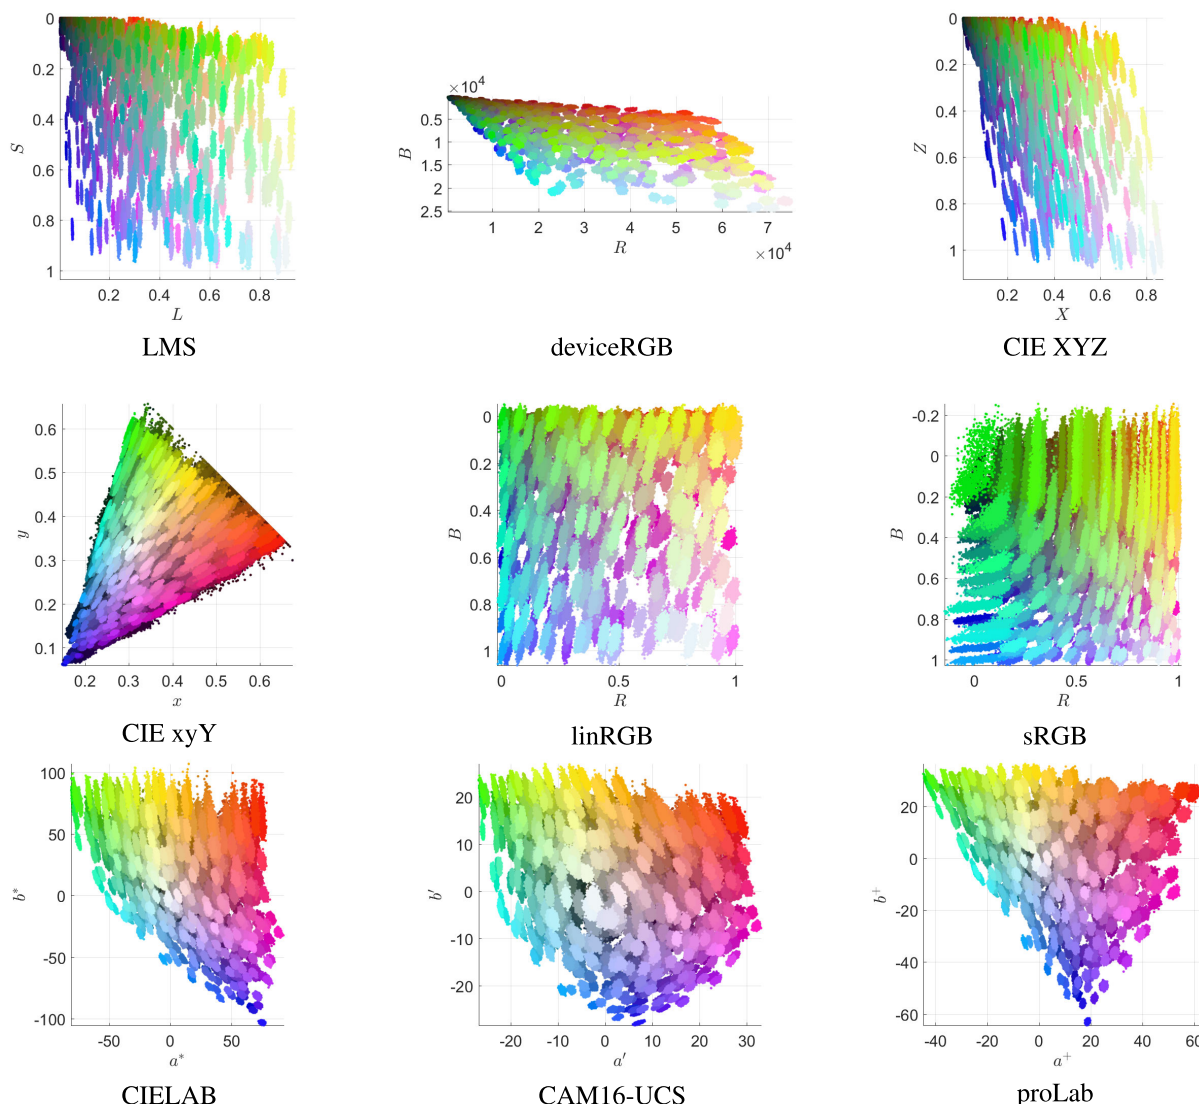 0
0.2
0.4
0.6
0.8
1
S
0.2 0.4 0.6 0.8
L
LMS
×10⁴
0.5
1
1.5
2
2.5
B
1 2 3 4 5 6 7
R
×10⁴
deviceRGB
0
0.2
0.4
0.6
0.8
1
Z
0.2 0.4 0.6 0.8
X
CIE XYZ
0.6
0.5
0.4
0.3
0.2
0.1
y
0.2 0.3 0.4 0.5 0.6
x
CIE xyY
0
0.2
0.4
0.6
0.8
1
B
0 0.5 1
R
linRGB
-0.2
0
0.2
0.4
0.6
0.8
1
B
0 0.5 1
R
sRGB
100
50
0
-50
-100
b*
-50 0 50
a*
CIELAB
20
10
0
-10
-20
b′
-20 -10 0 10 20 30
a′
CAM16-UCS
20
0
-20
-40
-60
b⁺
-40 -20 0 20 40 60
a⁺
proLab